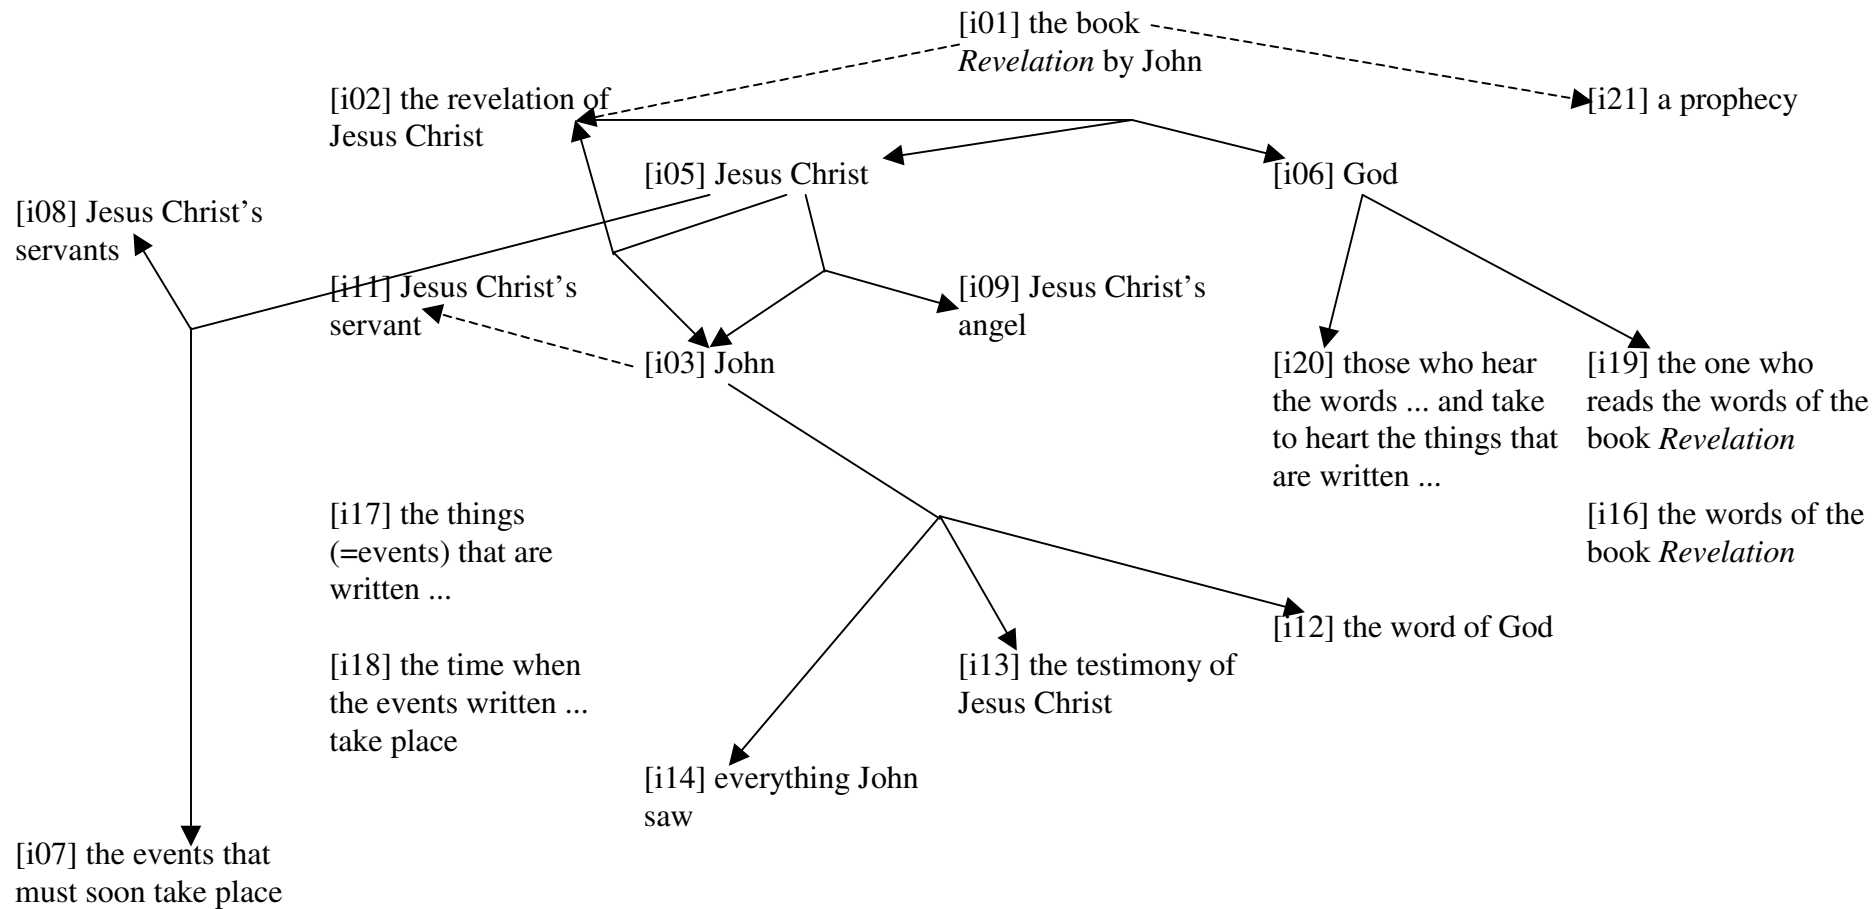 [i01] the book
Revelation by John
[i02] the revelation of
Jesus Christ
[i21] a prophecy
[i05] Jesus Christ
[i06] God
[i08] Jesus Christ's
servants
[i11] Jesus Christ's
servant
[i09] Jesus Christ's
angel
[i03] John
[i20] those who hear
the words ... and take
to heart the things that
are written ...
[i19] the one who
reads the words of the
book Revelation
[i17] the things
(=events) that are
written ...
[i16] the words of the
book Revelation
[i12] the word of God
[i18] the time when
the events written ...
take place
[i13] the testimony of
Jesus Christ
[i14] everything John
saw
[i07] the events that
must soon take place